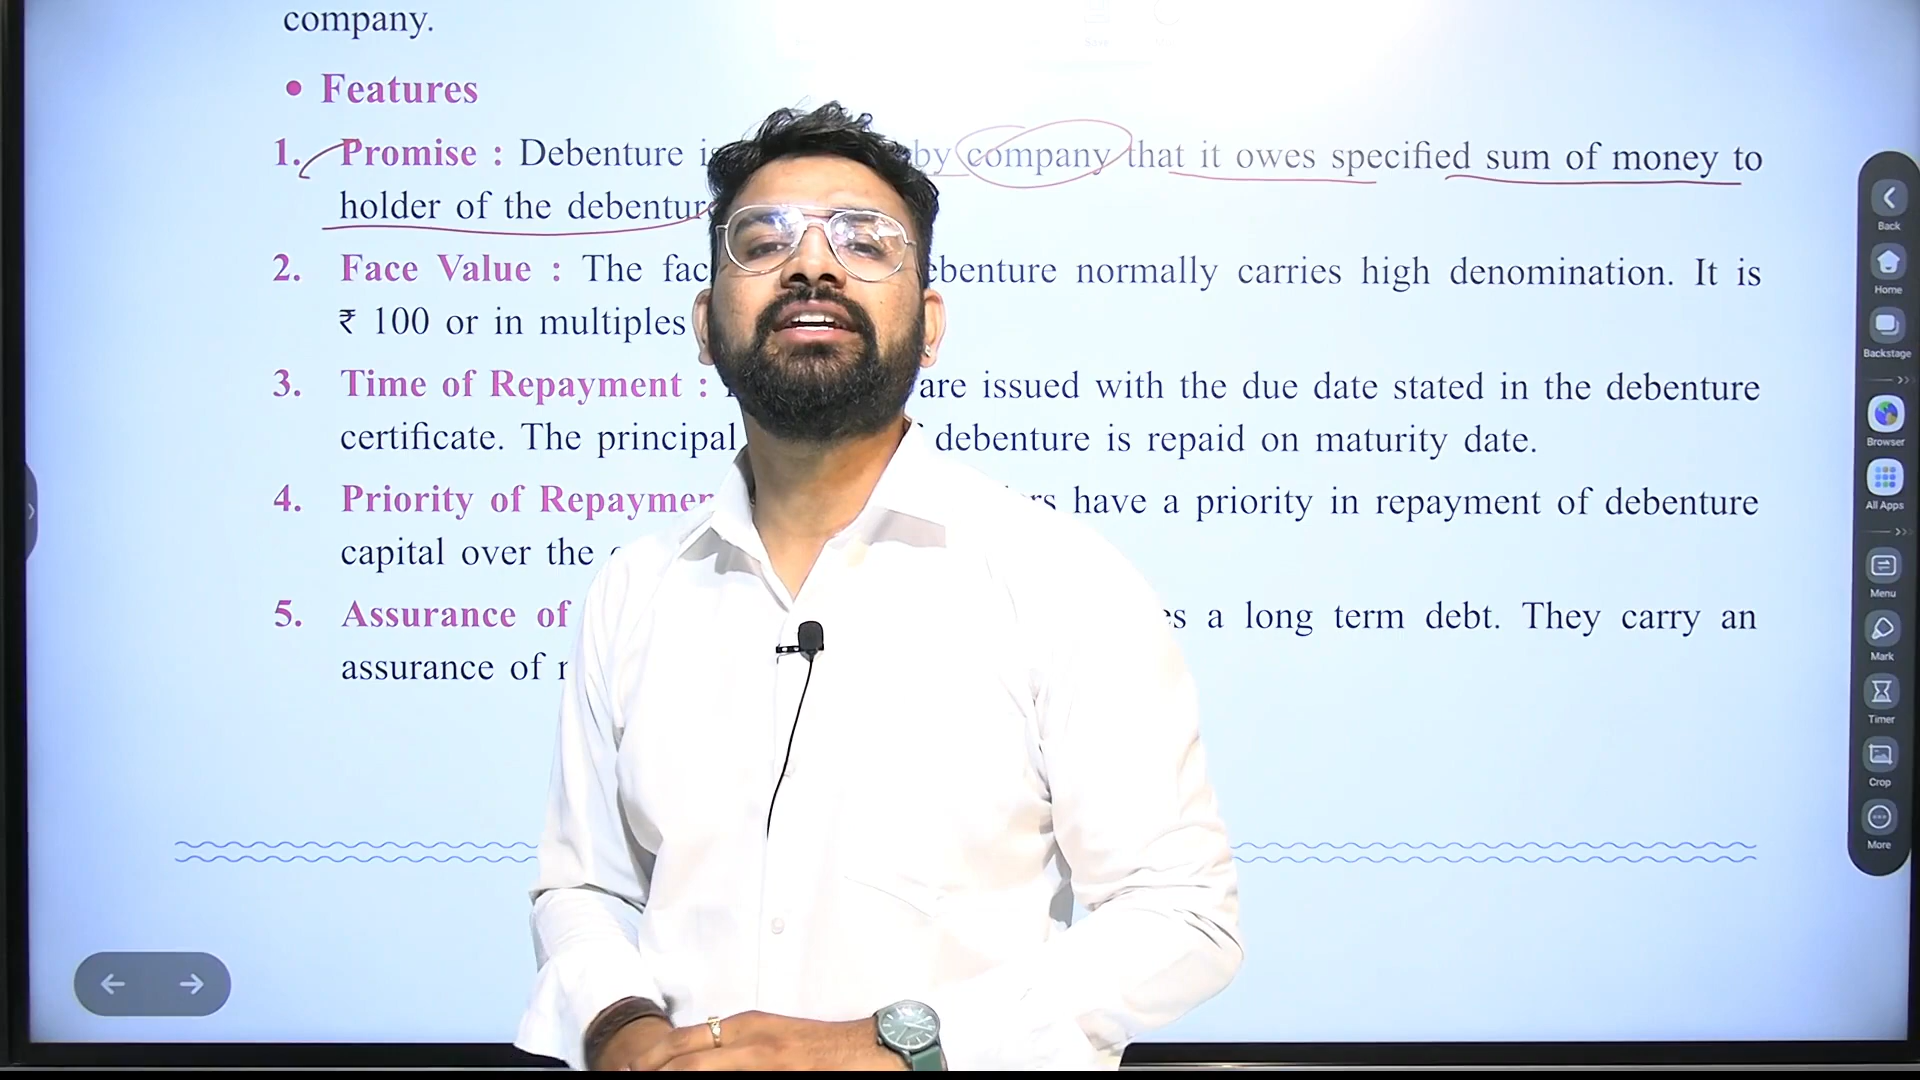 company.
• Features
1. Promise : Debenture by company that it owes specified sum of money to
holder of the debenture
2. Face Value : The ebenture normally carries high denomination. It is
₹ 100 or in multiples
3. Time of Repayment : are issued with the due date stated in the debenture
certificate. The principal debenture is repaid on maturity date.
4. Priority of have a priority in repayment of debenture
capital over the
5. Assurance of a long term debt. They carry an
assurance of
Back
Home
Backstage
Browser
All Apps
Menu
Mark
Timer
Crop
More